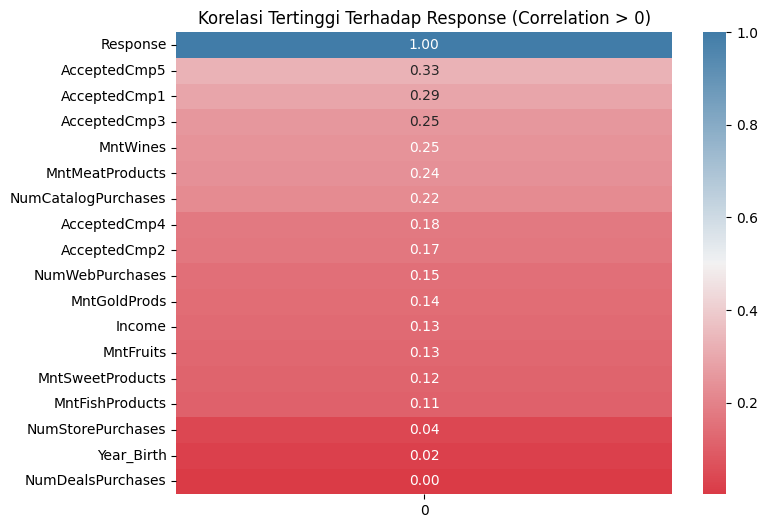 Korelasi Tertinggi Terhadap Response (Correlation > 0)
Response 1.00
AcceptedCmp5 0.33
AcceptedCmp1 0.29
AcceptedCmp3 0.25
MntWines 0.25
MntMeatProducts 0.24
NumCatalogPurchases 0.22
AcceptedCmp4 0.18
AcceptedCmp2 0.17
NumWebPurchases 0.15
MntGoldProds 0.14
Income 0.13
MntFruits 0.13
MntSweetProducts 0.12
MntFishProducts 0.11
NumStorePurchases 0.04
Year_Birth 0.02
NumDealsPurchases 0.00
0
1.0
0.8
0.6
0.4
0.2